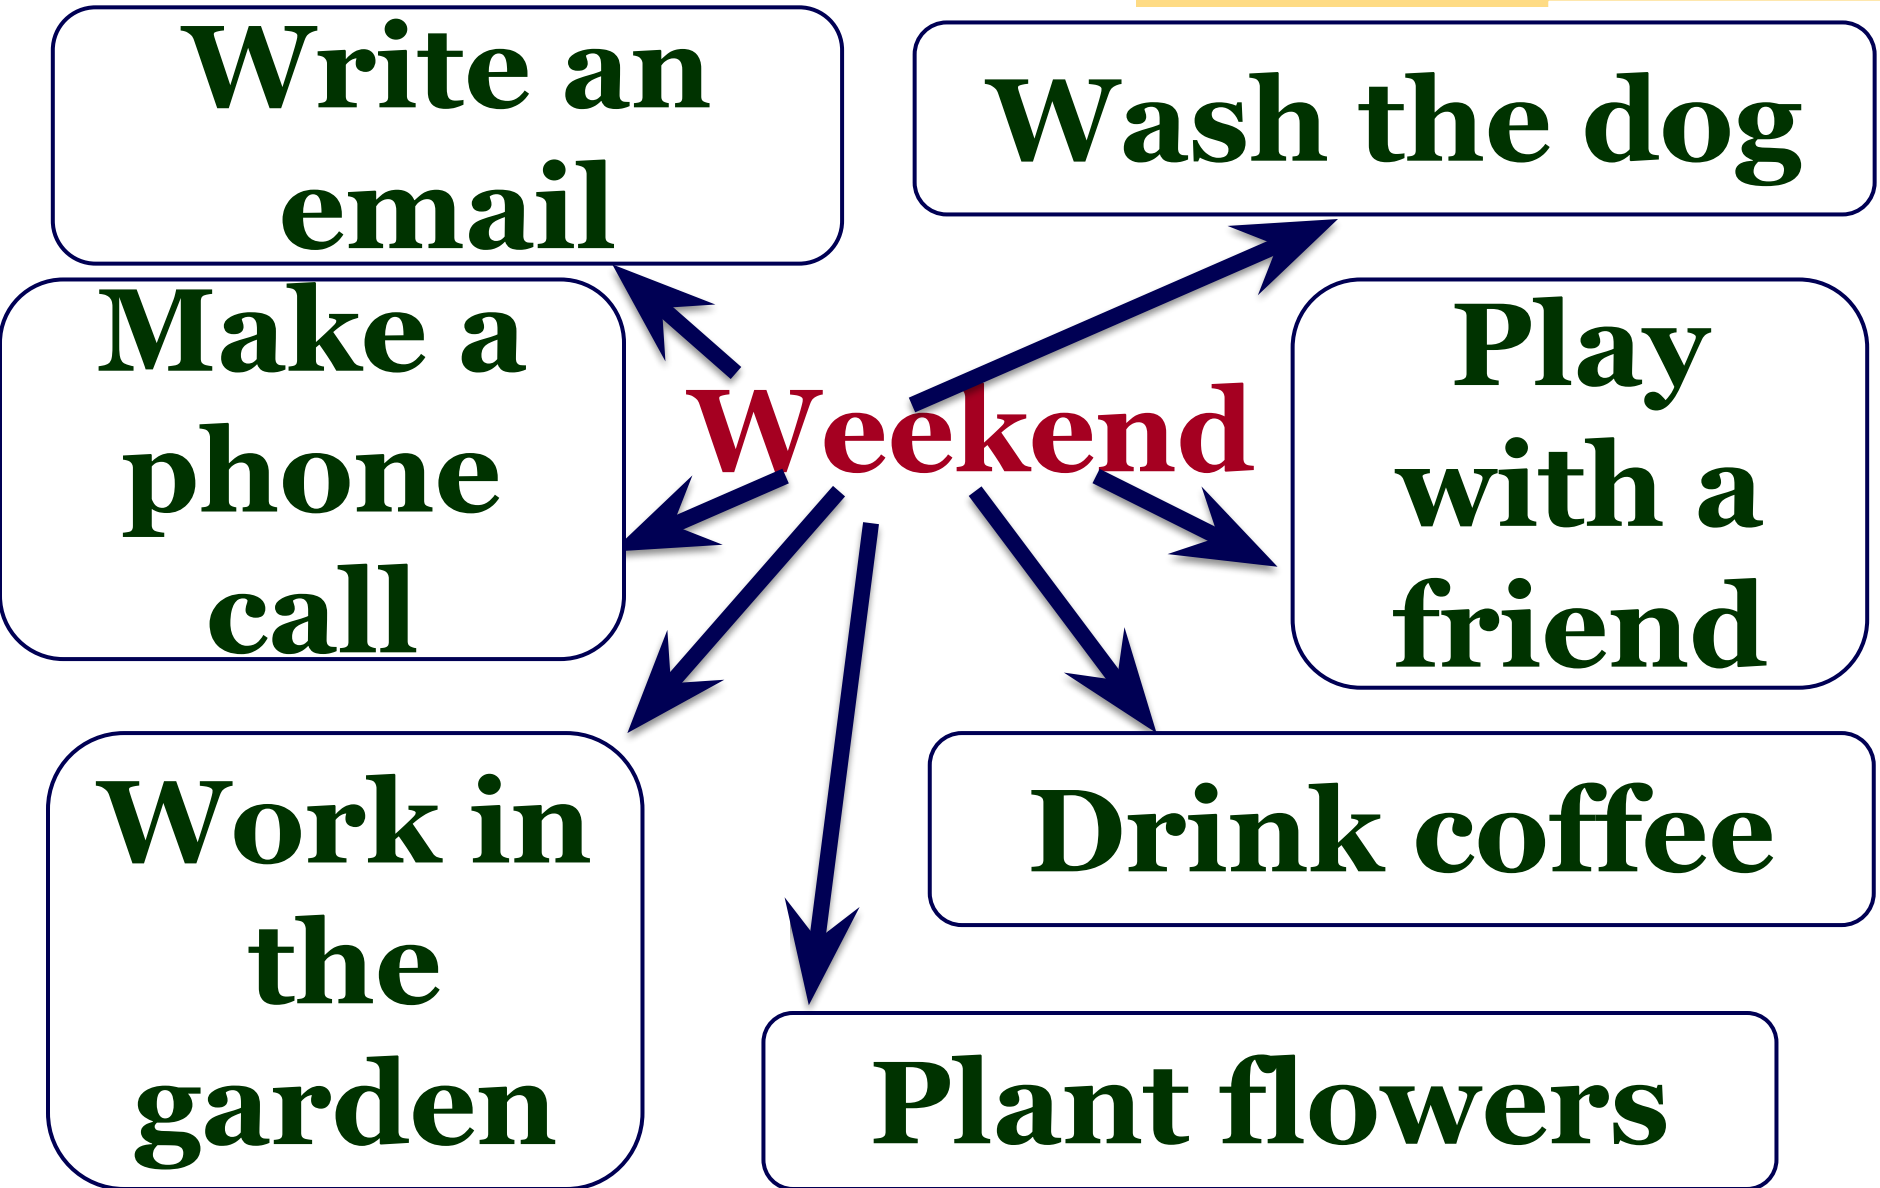 Write an
email
Wash the dog
Make a
phone
call
Weekend
Play
with a
friend
Work in
the
garden
Drink coffee
Plant flowers